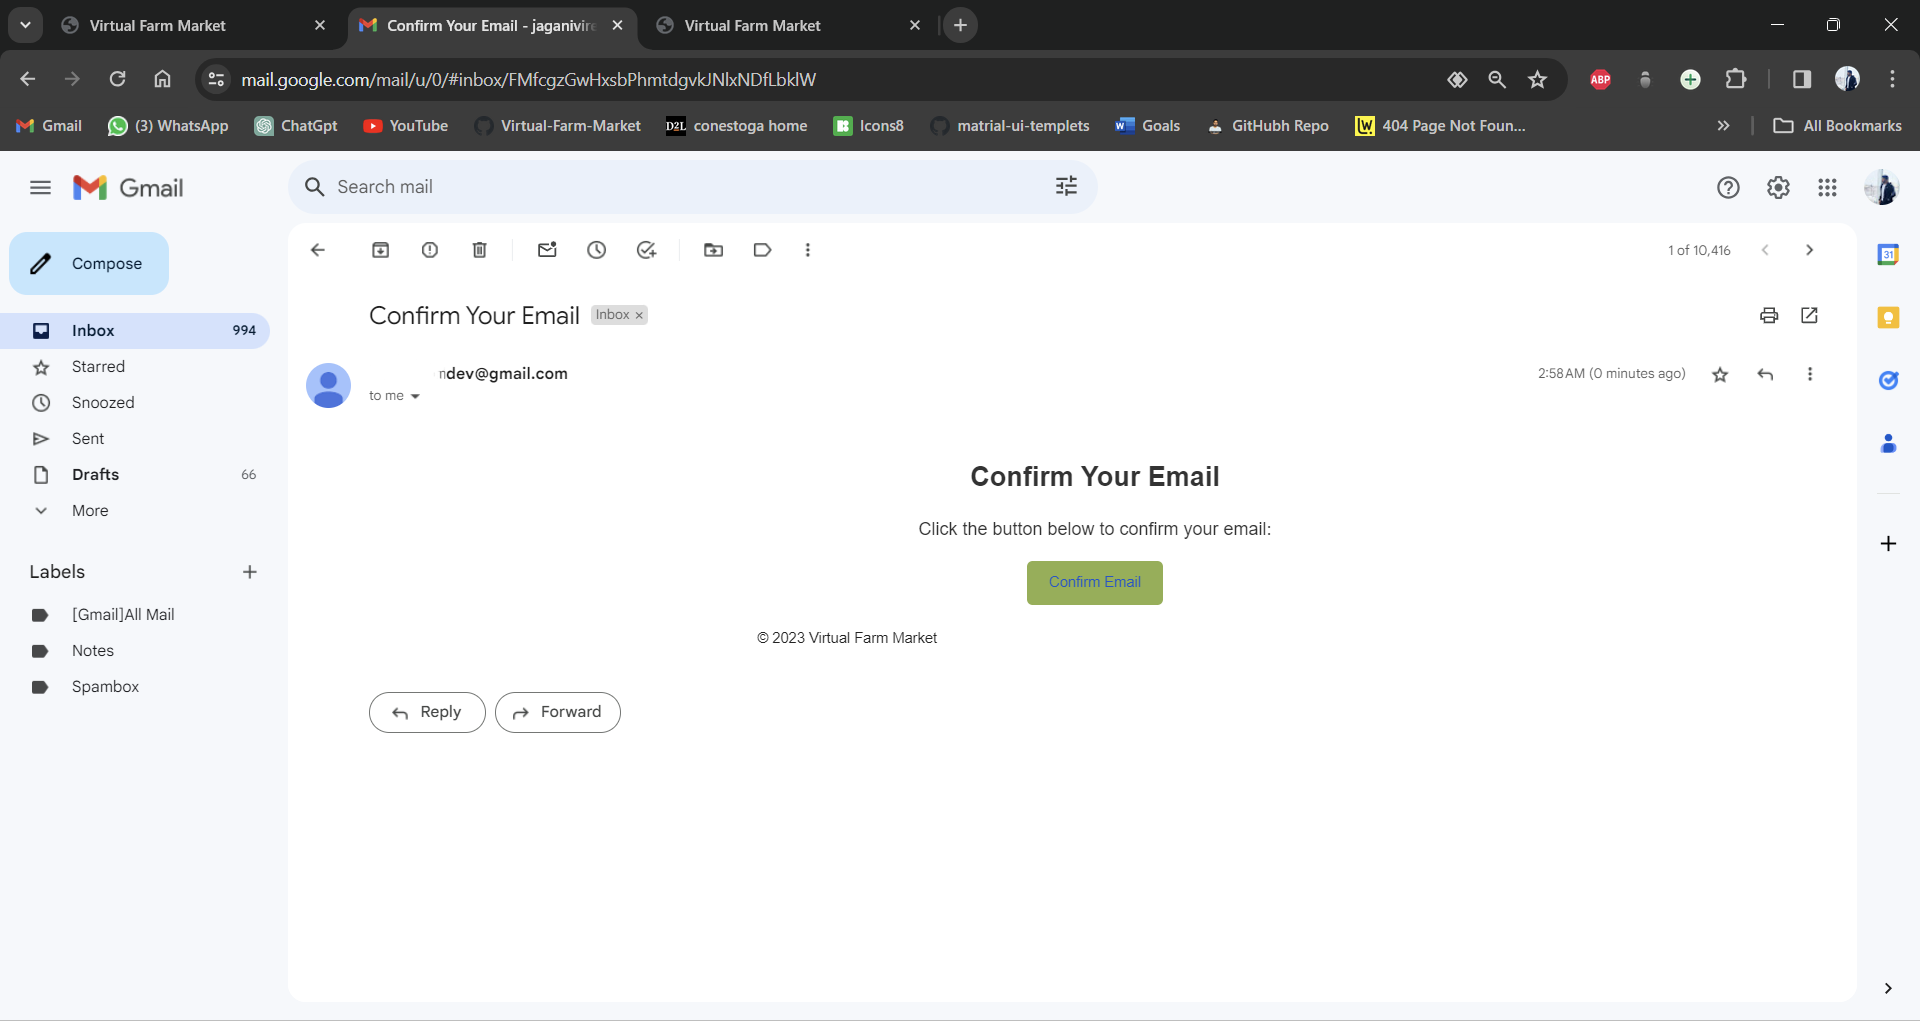 Virtual Farm Market
Confirm Your Email - jaganivire
Virtual Farm Market
mail.google.com/mail/u/0/#inbox/FMfcgzGwHxsbPhmtdgvkJNlxNDfLbklW
ABP
Gmail
(3) WhatsApp
ChatGpt
YouTube
Virtual-Farm-Market
D2L conestoga home
Icons8
matrial-ui-templets
Goals
GitHubh Repo
LW 404 Page Not Foun...
All Bookmarks
Gmail
Search mail
Compose
1 of 10,416
31
Confirm Your Email
Inbox ×
Inbox 994
Starred
Snoozed
Sent
Drafts 66
More
ndev@gmail.com
2:58 AM (0 minutes ago)
to me
Confirm Your Email
Click the button below to confirm your email:
Confirm Email
© 2023 Virtual Farm Market
Labels
[Gmail]All Mail
Notes
Spambox
Reply
Forward